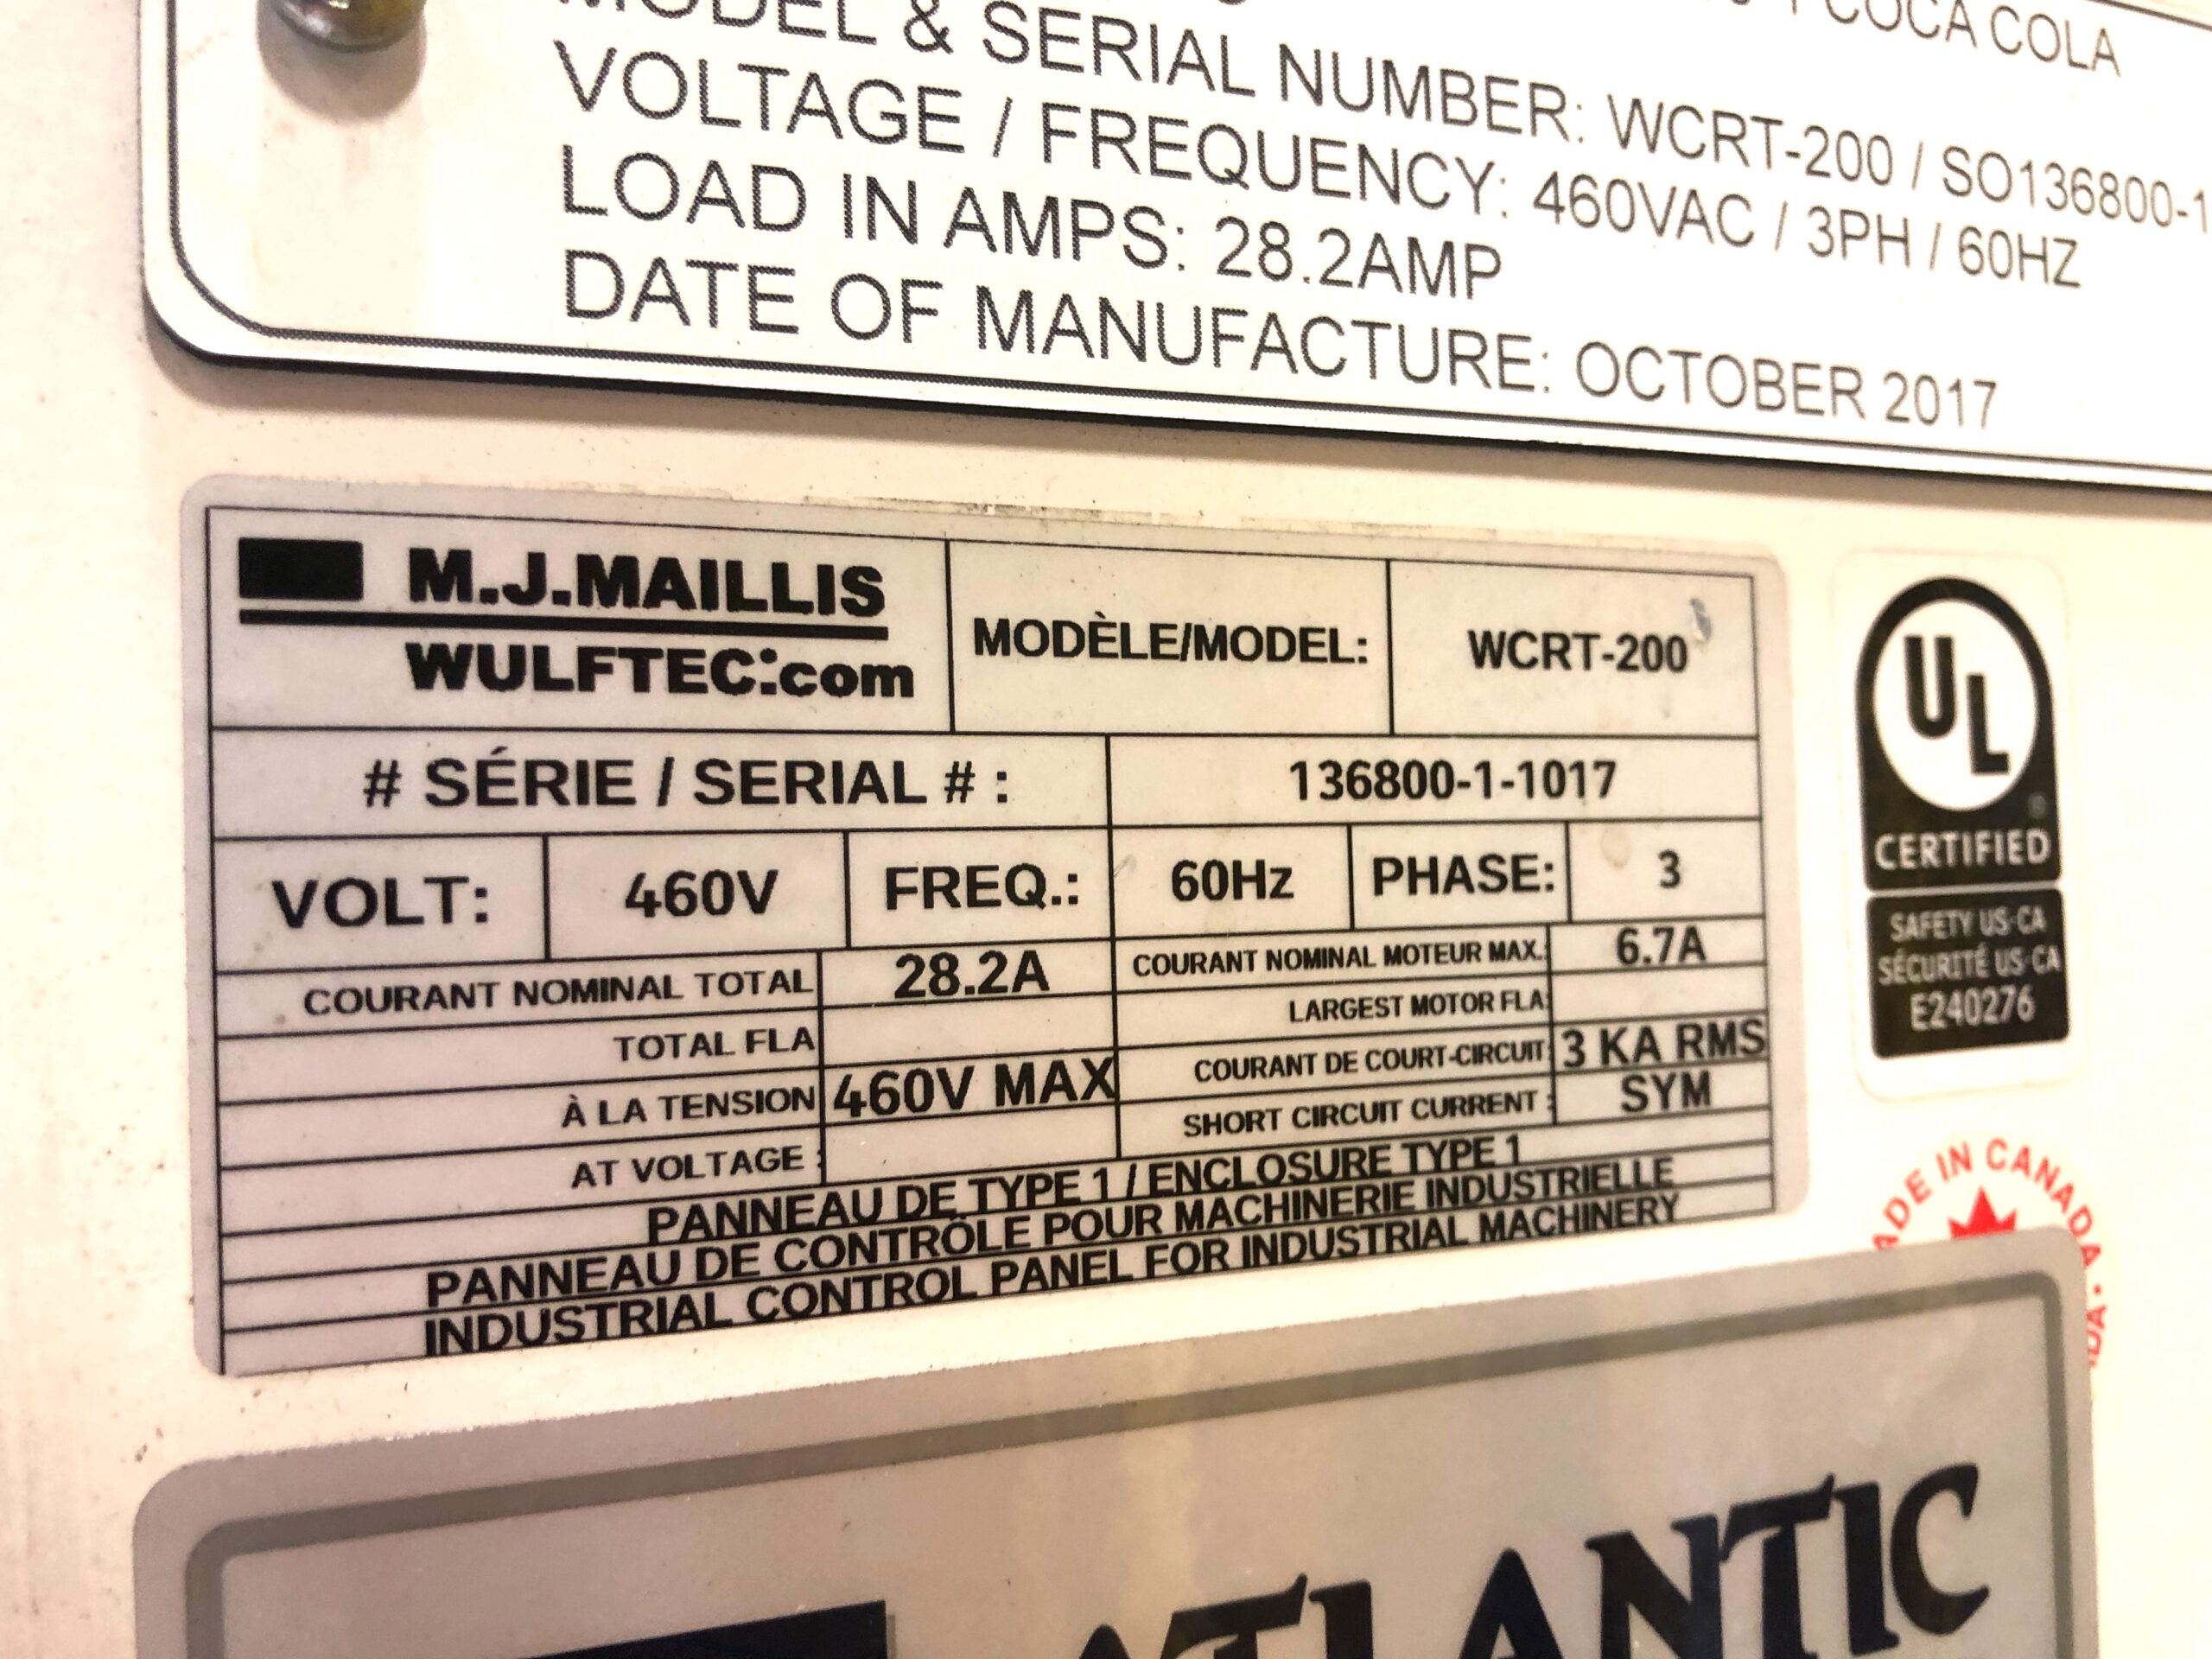 COCA COLA
MODEL & SERIAL NUMBER: WCRT-200 / SO136800-1
VOLTAGE / FREQUENCY: 460VAC / 3PH / 60HZ
LOAD IN AMPS: 28.2AMP
DATE OF MANUFACTURE: OCTOBER 2017
M.J.MAILLIS
WULFTEC:com
MODÈLE/MODEL: WCRT-200
# SÉRIE / SERIAL # : 136800-1-1017
VOLT: 460V FREQ.: 60Hz PHASE: 3
COURANT NOMINAL TOTAL 28.2A
TOTAL FLA
À LA TENSION 460V MAX
AT VOLTAGE :
COURANT NOMINAL MOTEUR MAX.: 6.7A
LARGEST MOTOR FLA:
COURANT DE COURT-CIRCUIT: 3 KA RMS
SHORT CIRCUIT CURRENT : SYM
PANNEAU DE TYPE 1 / ENCLOSURE TYPE 1
PANNEAU DE CONTRÔLE POUR MACHINERIE INDUSTRIELLE
INDUSTRIAL CONTROL PANEL FOR INDUSTRIAL MACHINERY
UL
®
CERTIFIED
SAFETY US·CA
SÉCURITÉ US·CA
E240276
MADE IN CANADA
ATLANTIC